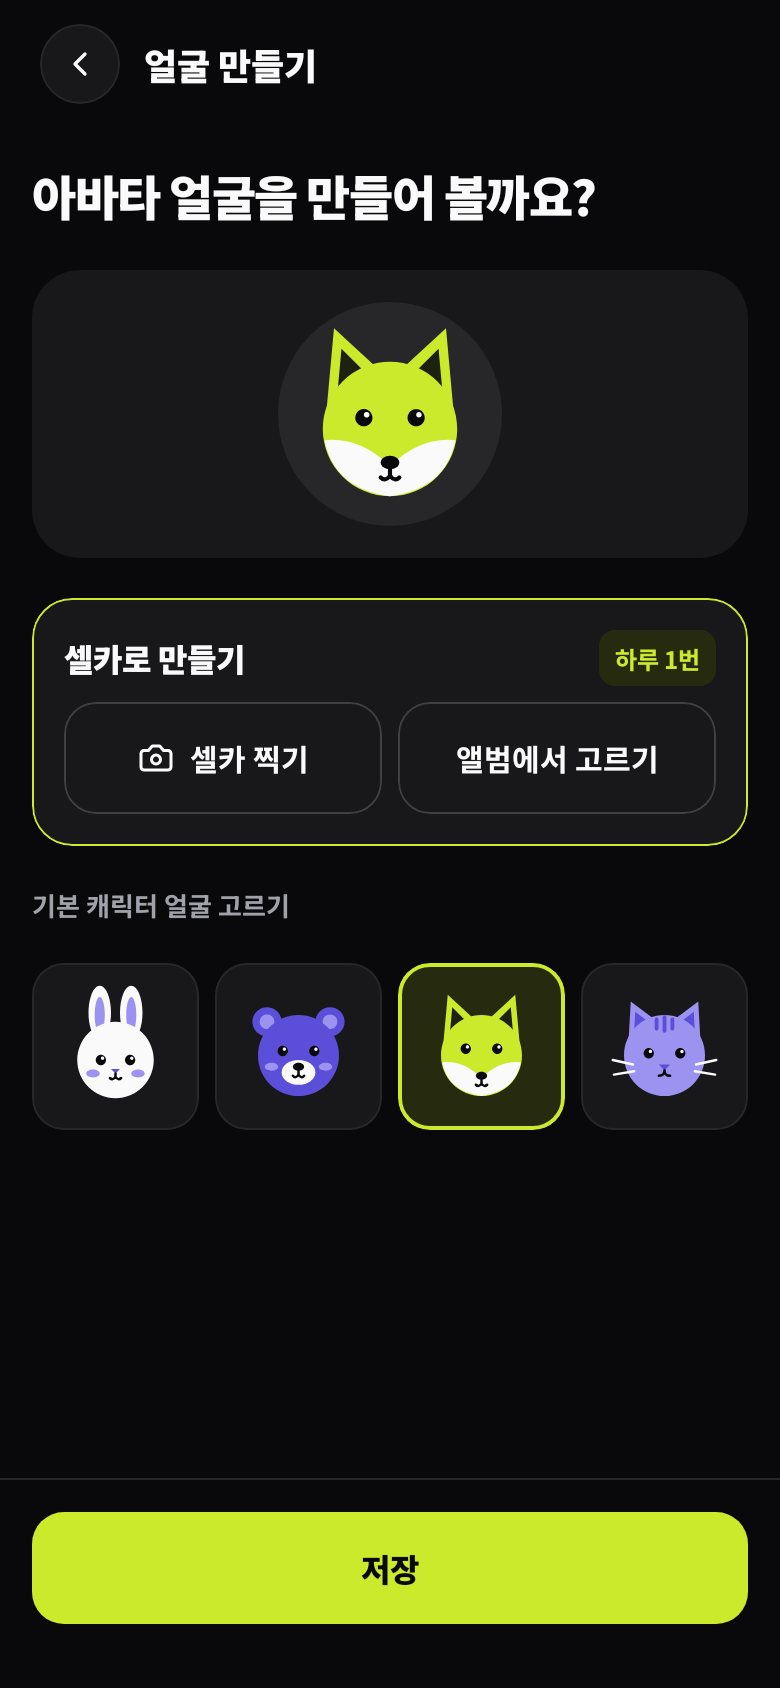 얼굴 만들기
아바타 얼굴을 만들어 볼까요?
셀카로 만들기
하루 1번
셀카 찍기
앨범에서 고르기
기본 캐릭터 얼굴 고르기
저장